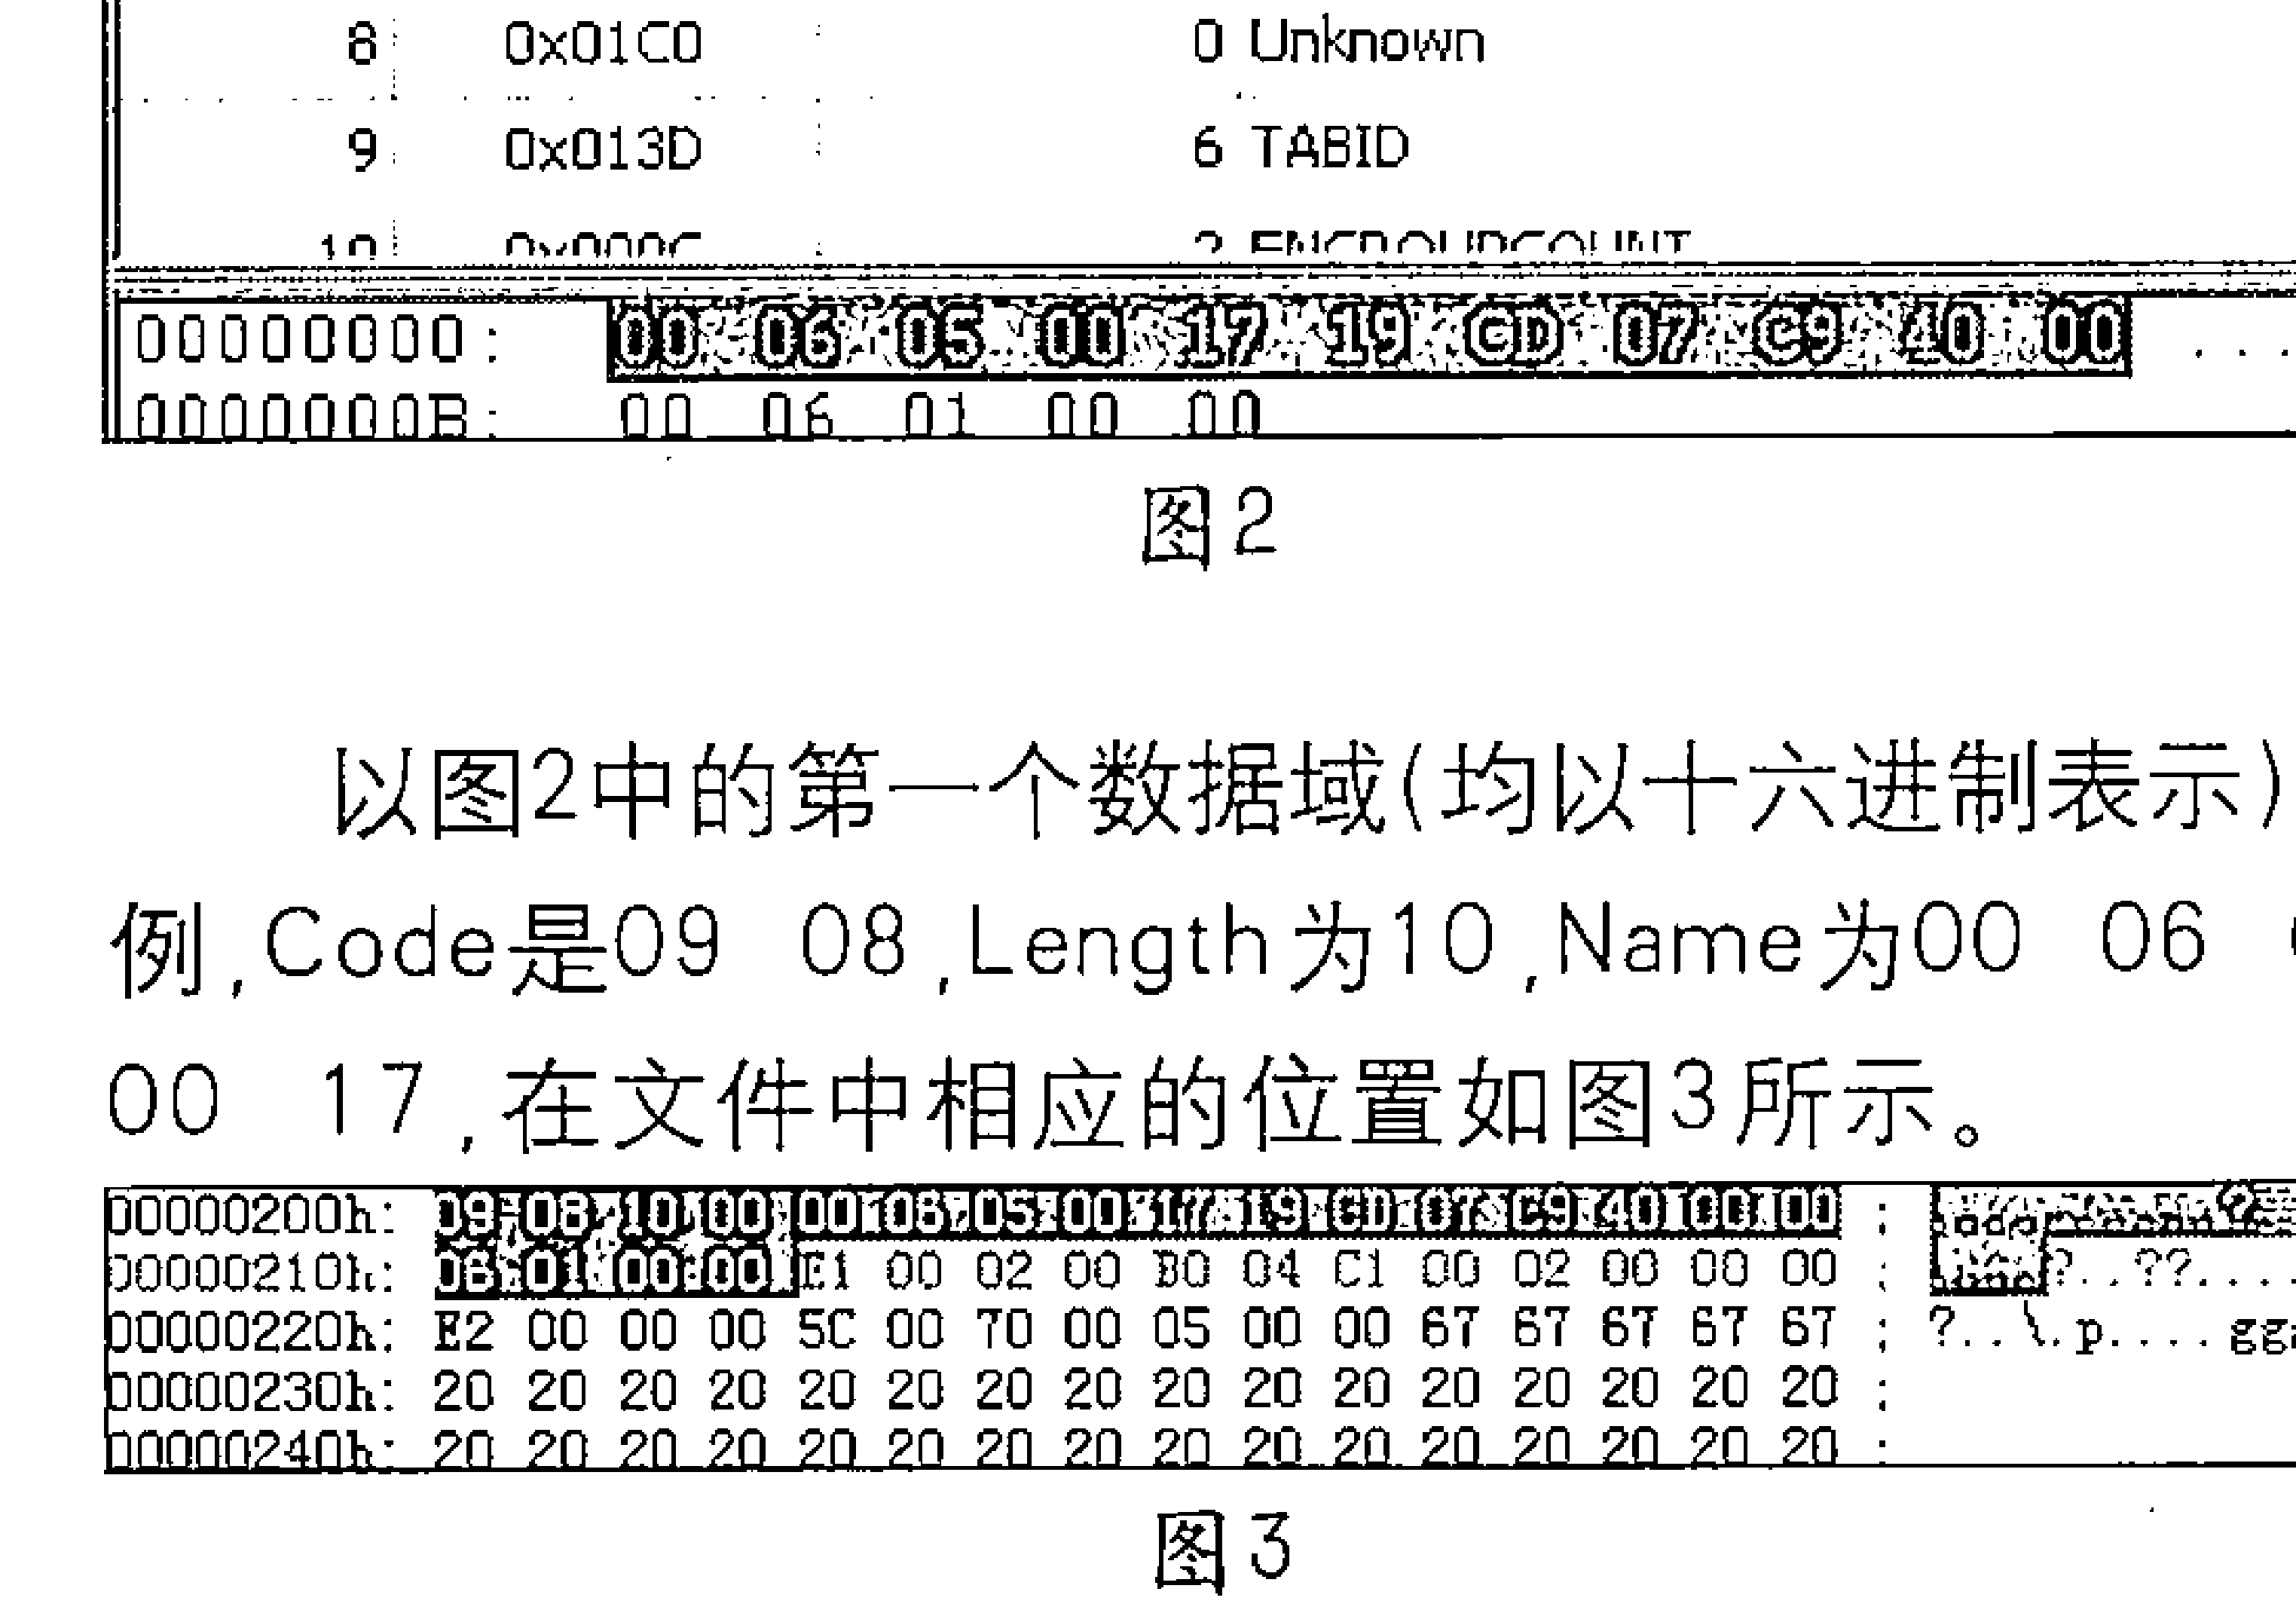 8 0x01C0 0 Unknown
9 0x013D 6 TABID
00000000: 00 06 05 00 17 19 CD 07 C9 40 00 ...
0000000B: 00 06 01 00 00
图2
以图2中的第一个数据域(均以十六进制表示)
例,Code是09 08,Length为10,Name为00 06
00 17,在文件中相应的位置如图3所示。
00000200h: 09 08 10 00 00 06 05 00 17 19 CD 07 C9 40 00 00 ;
00000210h: 06 01 00 00 E1 00 02 00 B0 04 C1 00 02 00 00 00 ; ?..??....
00000220h: E2 00 00 00 5C 00 70 00 05 00 00 67 67 67 67 67 ; ?..\.p....gg
00000230h: 20 20 20 20 20 20 20 20 20 20 20 20 20 20 20 20 ;
00000240h: 20 20 20 20 20 20 20 20 20 20 20 20 20 20 20 20 ;
图3